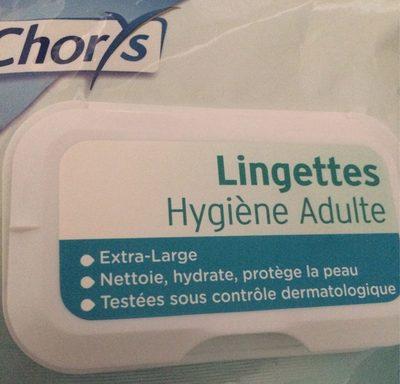 Chorys
Lingettes
Hygiène Adulte
Extra-Large
Nettoie, hydrate, protège la peau
Testées sous contrôle dermatologique